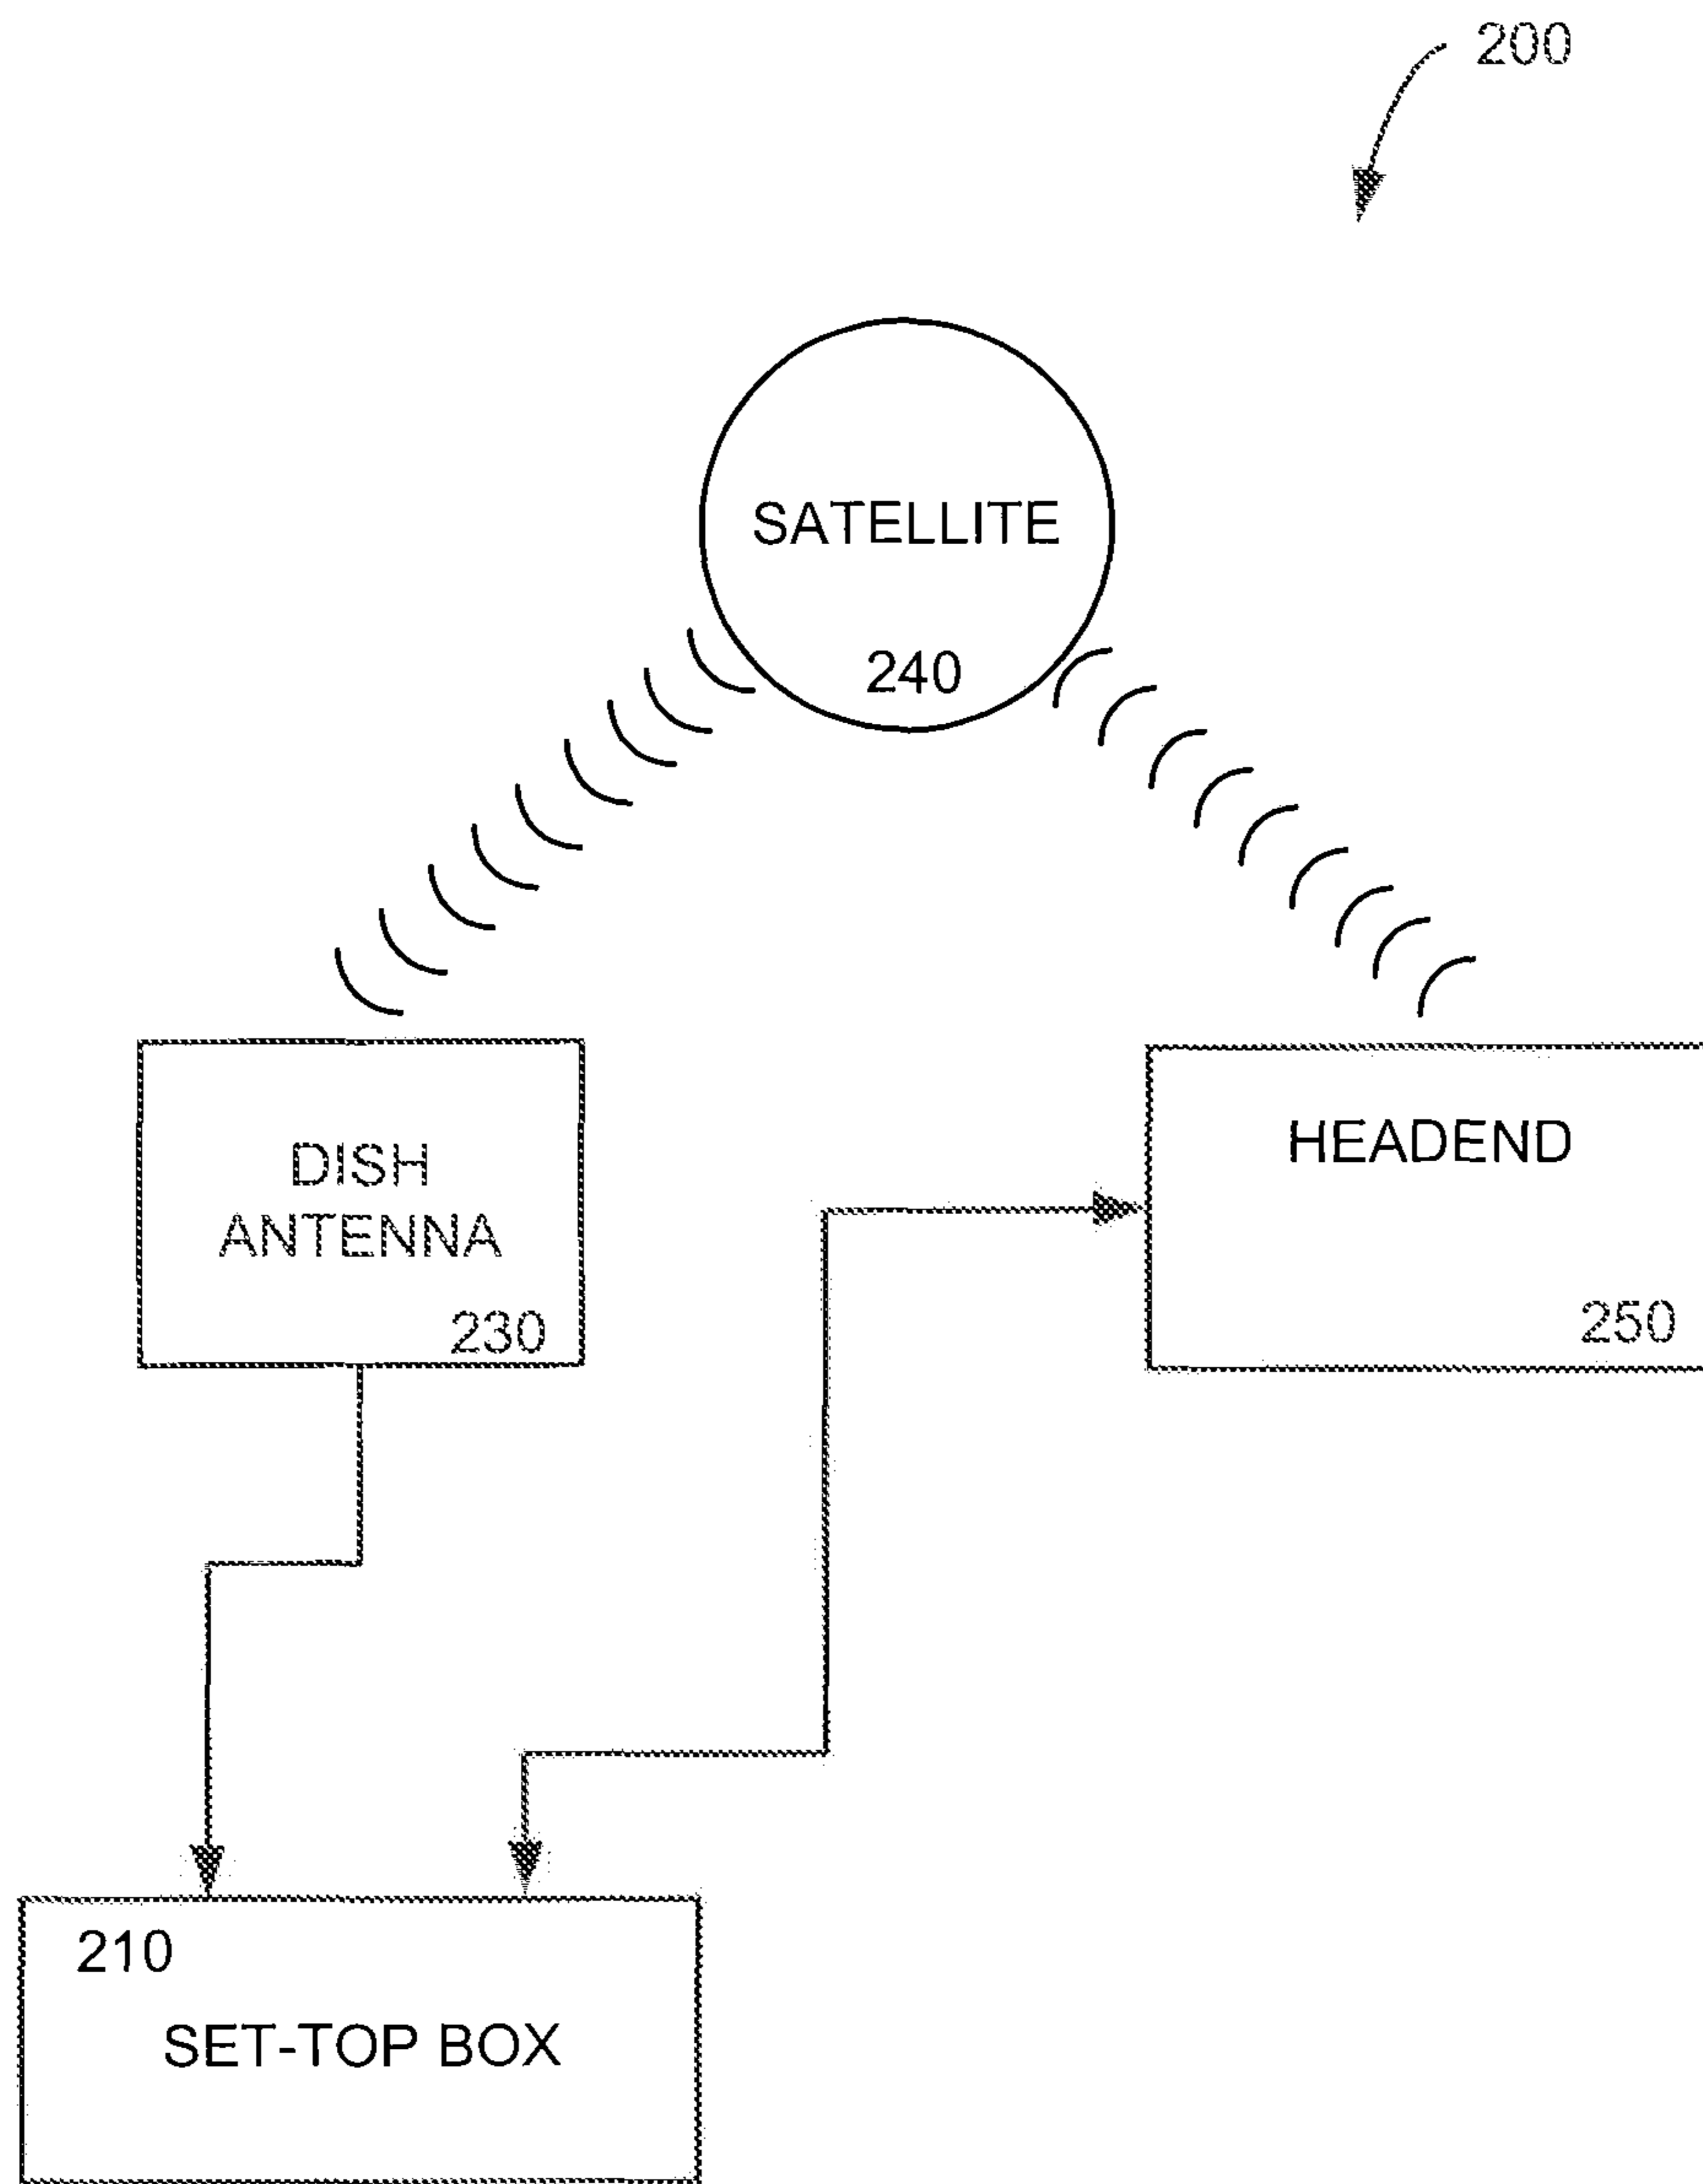 200
SATELLITE
240
DISH
ANTENNA
230
HEADEND
250
210
SET-TOP BOX